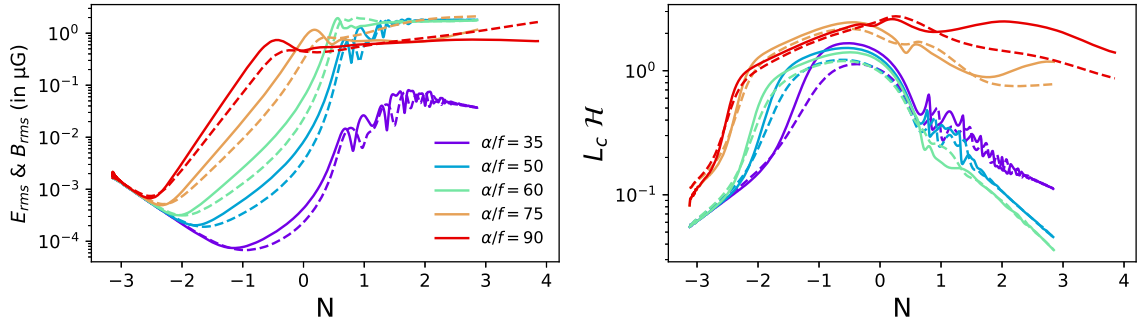 E_rms & B_rms (in μG)
10^0
10^−1
10^−2
10^−3
10^−4
α/f = 35
α/f = 50
α/f = 60
α/f = 75
α/f = 90
−3 −2 −1 0 1 2 3 4
N
L_c ℋ
10^0
10^−1
−3 −2 −1 0 1 2 3 4
N